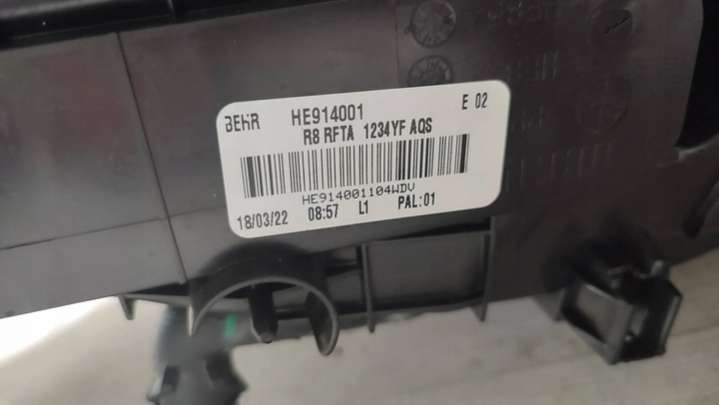 BEHR HE914001 E 02
R8 RFTA 1234YF AQS
HE914001104WDV
18/03/22 08:57 L1 PAL:01